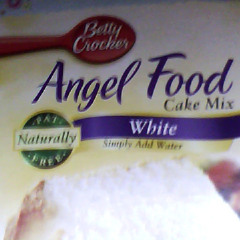 Betty
Crocker
Angel Food
Cake Mix
White
Simply Add Water
FAT
Naturally
FREE